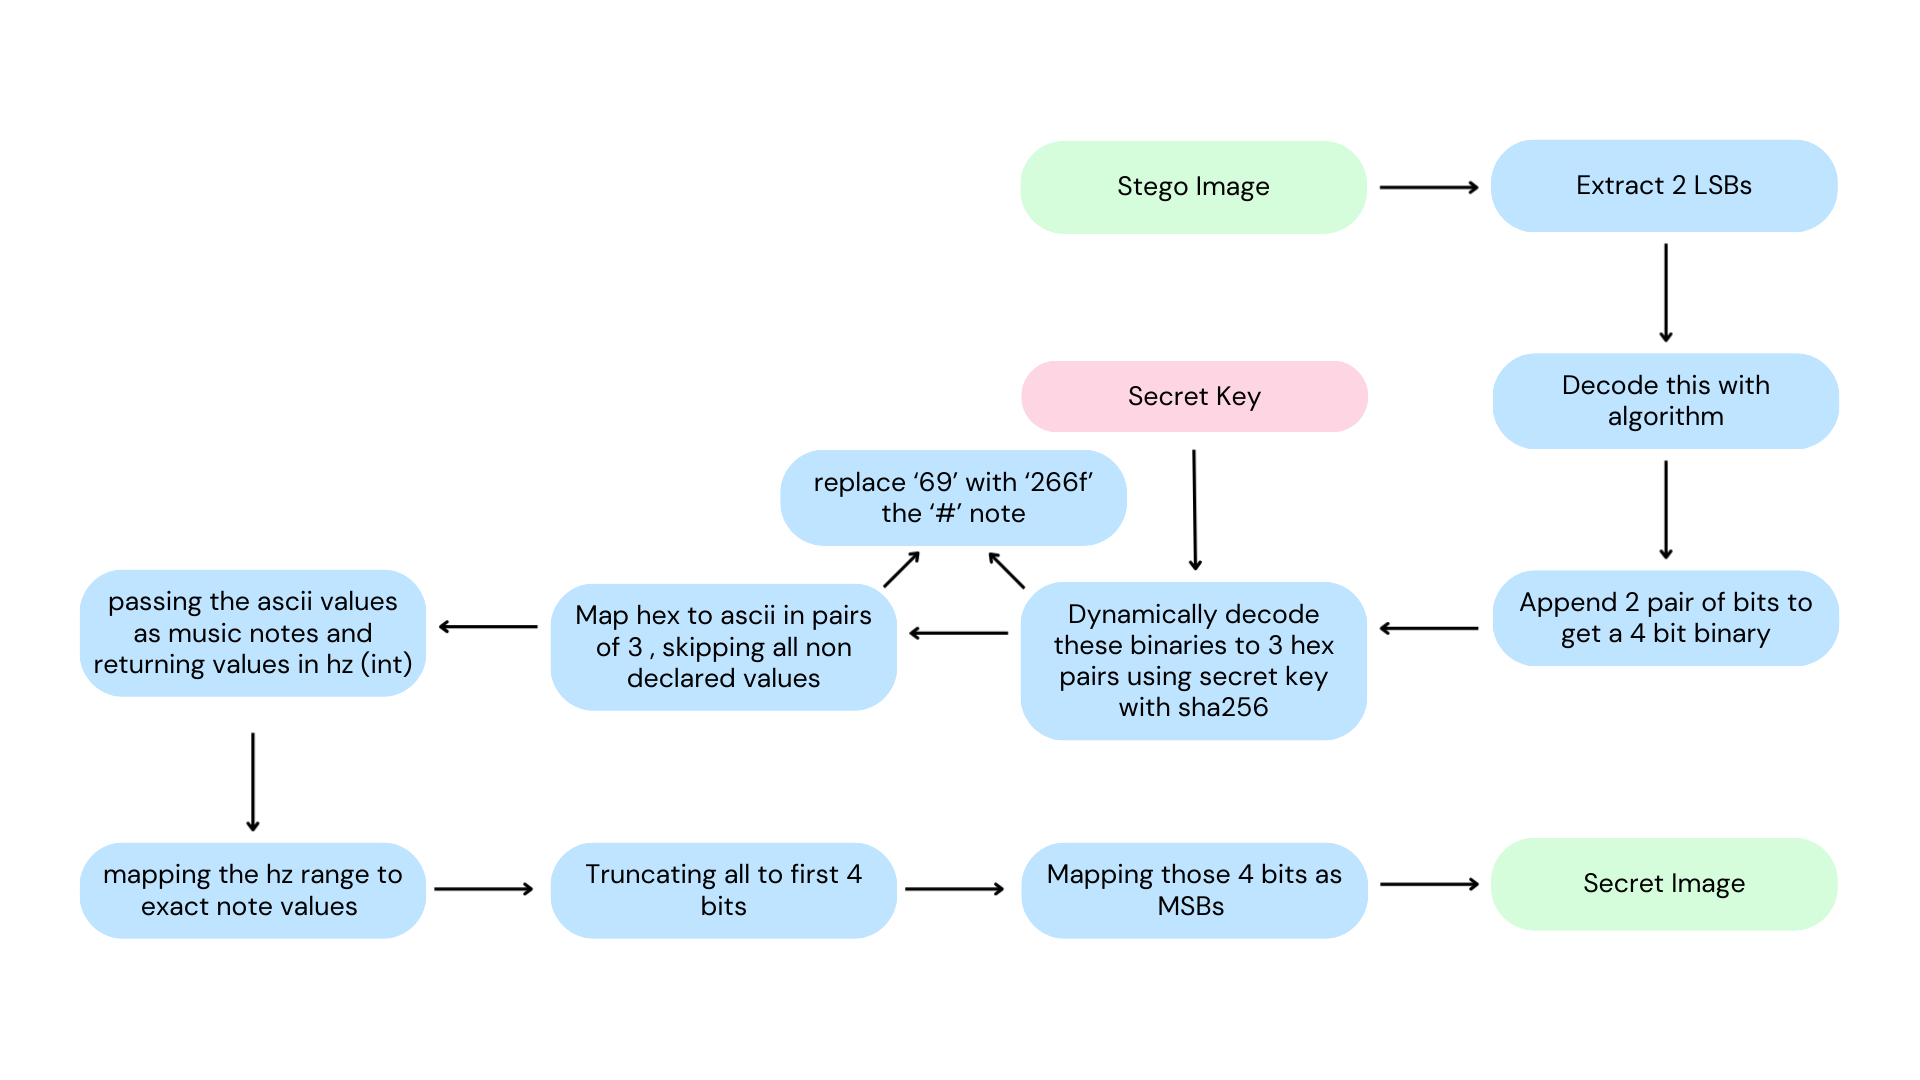 Stego Image
Extract 2 LSBs
Decode this with
algorithm
Secret Key
replace ‘69’ with ‘266f’
the ‘#’ note
Append 2 pair of bits to
get a 4 bit binary
Dynamically decode
these binaries to 3 hex
pairs using secret key
with sha256
Map hex to ascii in pairs
of 3 , skipping all non
declared values
passing the ascii values
as music notes and
returning values in hz (int)
mapping the hz range to
exact note values
Truncating all to first 4
bits
Mapping those 4 bits as
MSBs
Secret Image